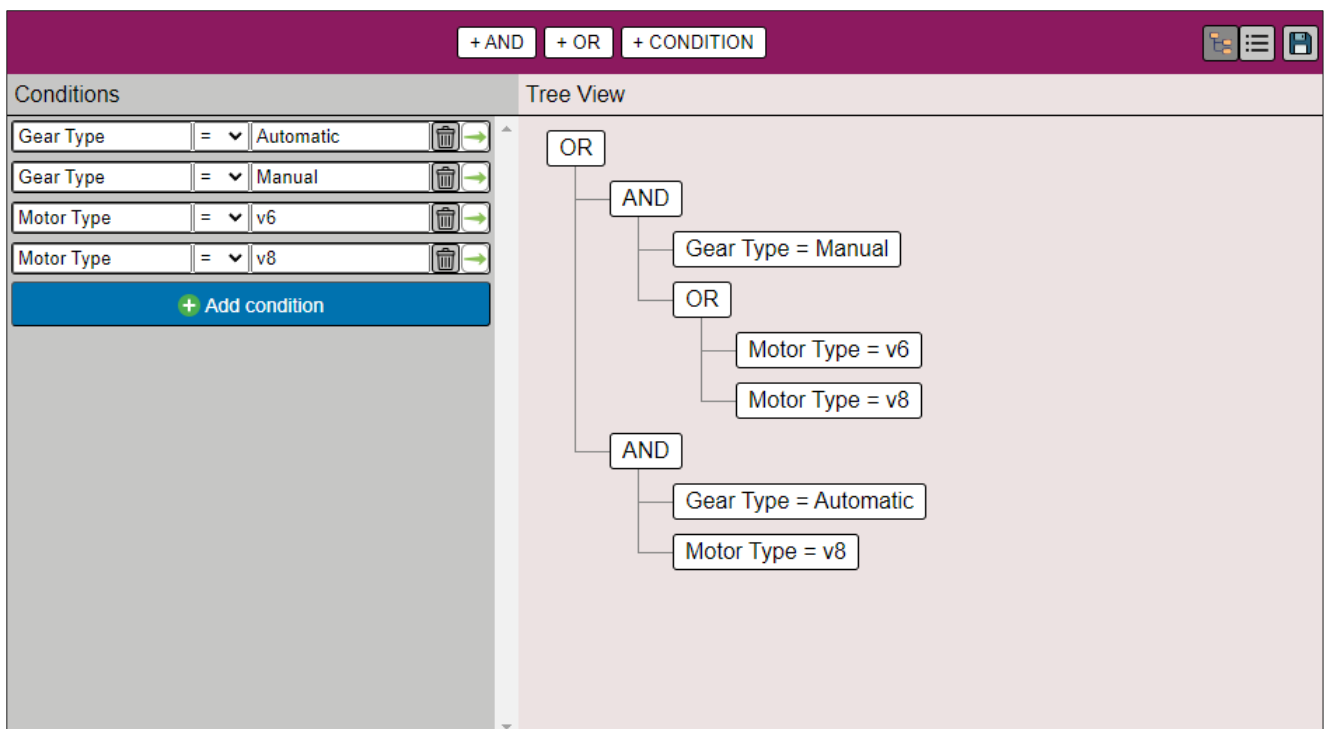 + AND + OR + CONDITION
Conditions
Gear Type = Automatic
Gear Type = Manual
Motor Type = v6
Motor Type = v8
Add condition
Tree View
OR
AND
Gear Type = Manual
OR
Motor Type = v6
Motor Type = v8
AND
Gear Type = Automatic
Motor Type = v8